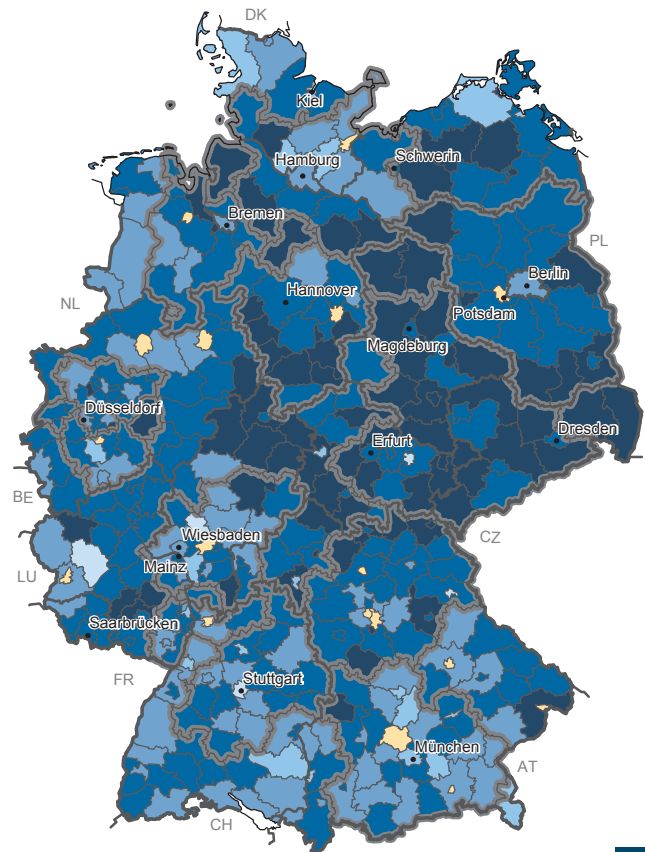 DK
Kiel
Hamburg
Schwerin
Bremen
PL
Berlin
Hannover
NL
Potsdam
Magdeburg
Düsseldorf
Dresden
Erfurt
BE
CZ
Wiesbaden
Mainz
LU
Saarbrücken
FR
Stuttgart
München
AT
CH